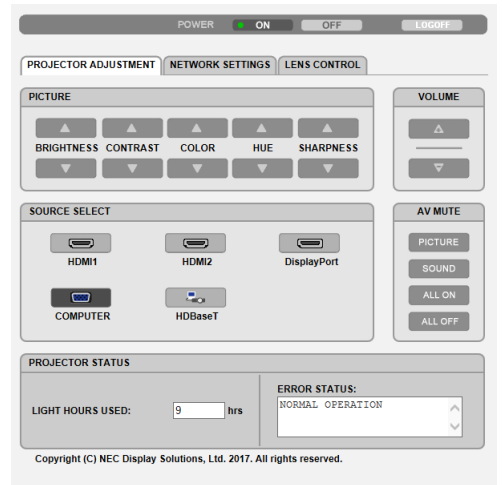 POWER ON OFF LOGOFF
PROJECTOR ADJUSTMENT NETWORK SETTINGS LENS CONTROL
PICTURE
BRIGHTNESS CONTRAST COLOR HUE SHARPNESS
VOLUME
SOURCE SELECT
HDMI1 HDMI2 DisplayPort
COMPUTER HDBaseT
AV MUTE
PICTURE
SOUND
ALL ON
ALL OFF
PROJECTOR STATUS
LIGHT HOURS USED: 9 hrs
ERROR STATUS:
NORMAL OPERATION
Copyright (C) NEC Display Solutions, Ltd. 2017. All rights reserved.